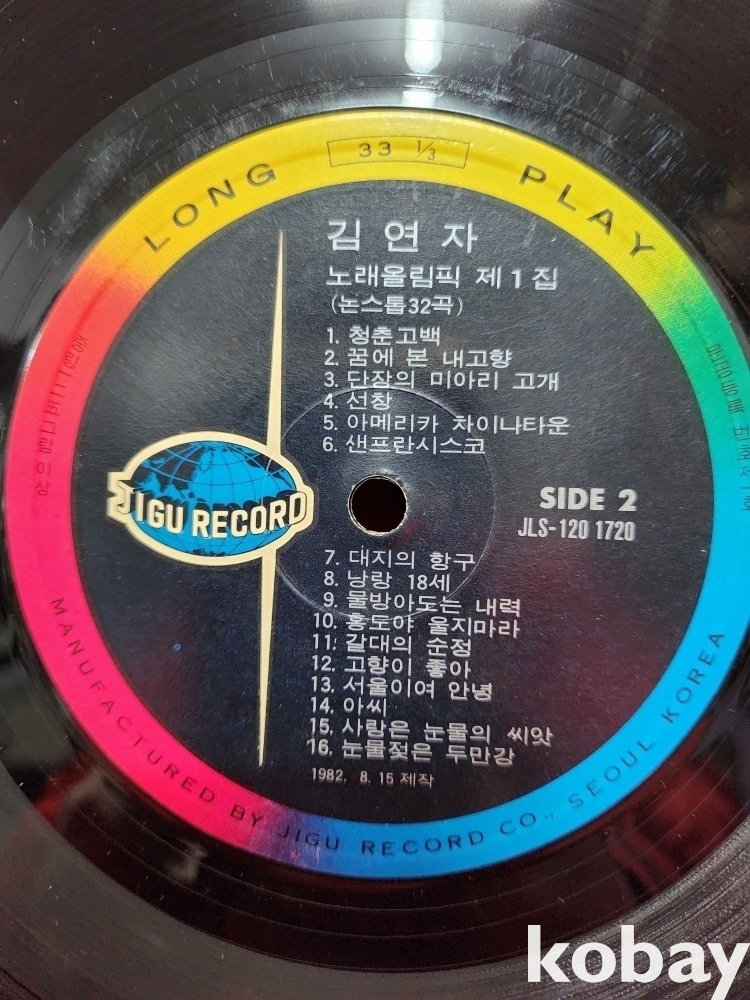 LONG PLAY
33 ⅓
김연자
노래올림픽 제1집
(논스톱32곡)
1. 청춘고백
2. 꿈에 본 내고향
3. 단장의 미아리 고개
4. 선창
5. 아메리카 차이나타운
6. 샌프란시스코
JIGU RECORD
SIDE 2
JLS-120 1720
7. 대지의 항구
8. 낭랑 18세
9. 물방아도는 내력
10. 홍도야 울지마라
11. 갈대의 순정
12. 고향이 좋아
13. 서울이여 안녕
14. 아씨
15. 사랑은 눈물의 씨앗
16. 눈물젖은 두만강
1982. 8. 15 제작
MANUFACTURED BY JIGU RECORD CO., SEOUL KOREA
kobay